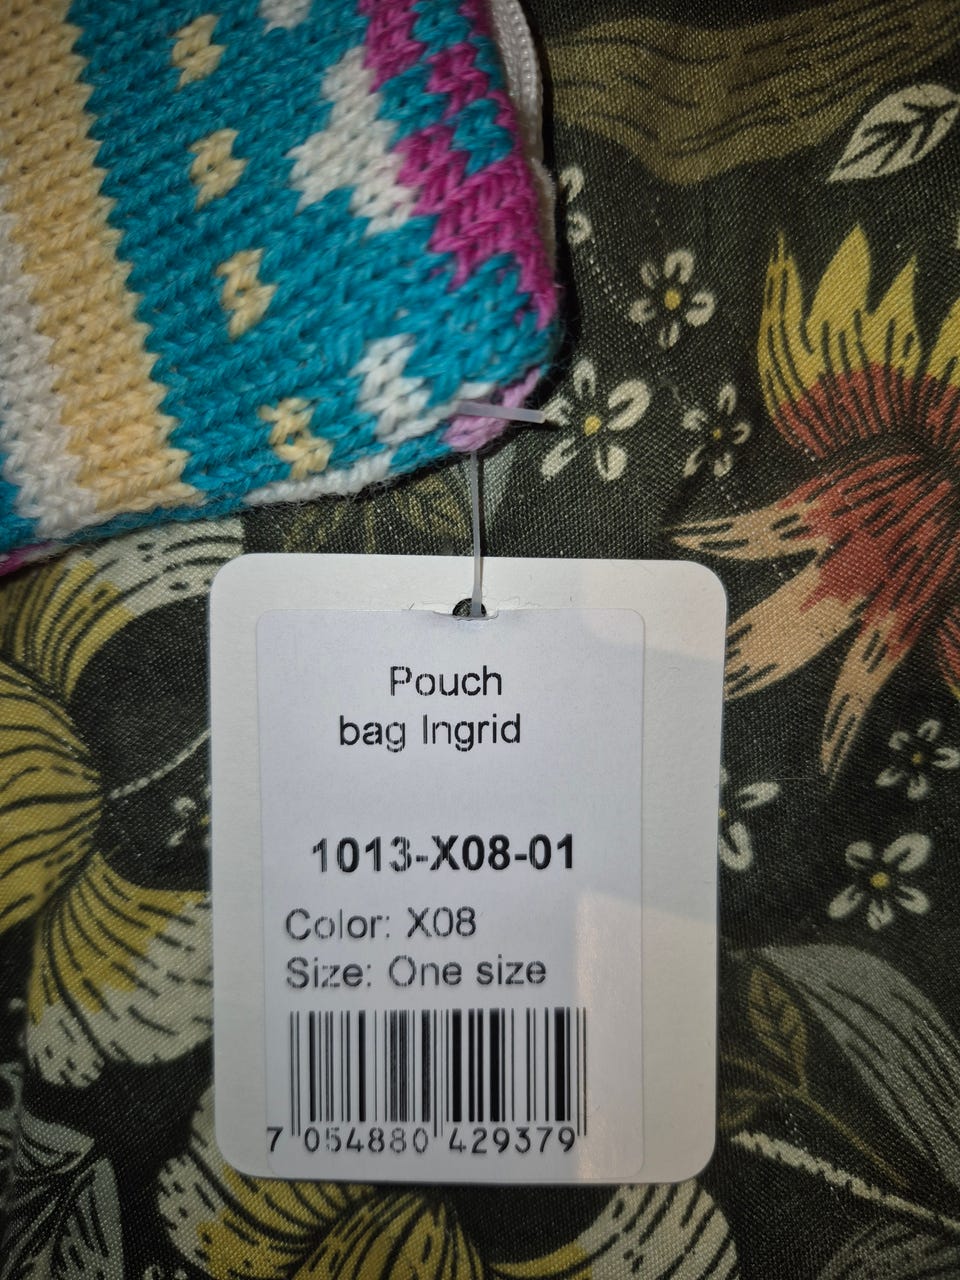 Pouch
bag Ingrid
1013-X08-01
Color: X08
Size: One size
7 054880 429379